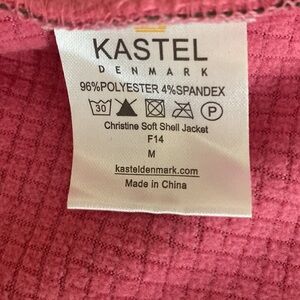 KASTEL
DENMARK
96%POLYESTER 4%SPANDEX
30 P
Christine Soft Shell Jacket
F14
M
kasteldenmark.com
Made in China